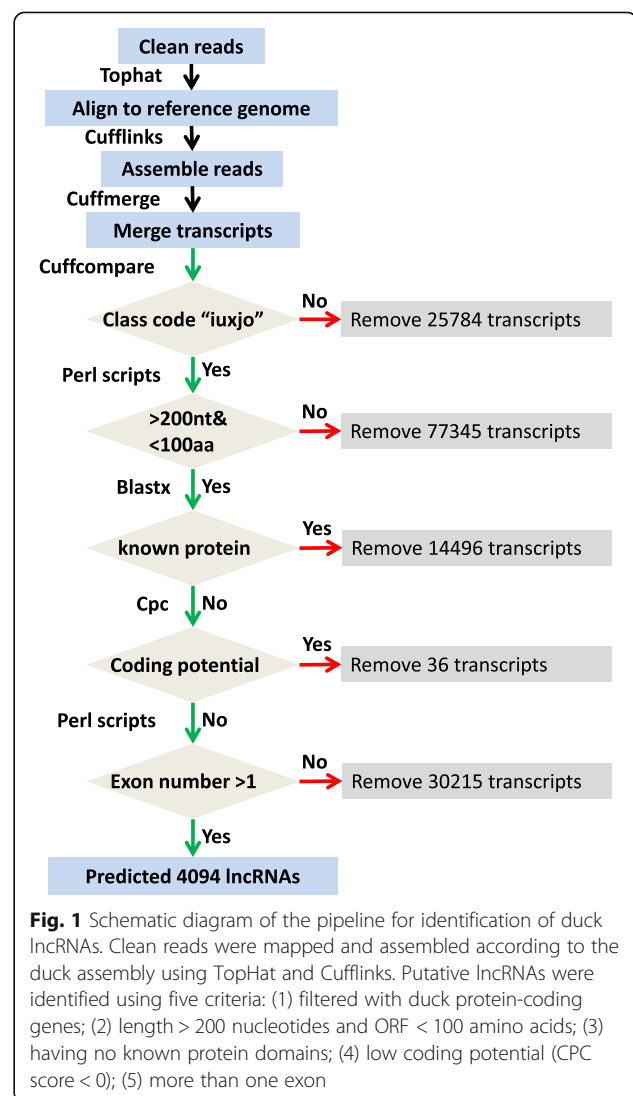 Clean reads
Tophat
Align to reference genome
Cufflinks
Assemble reads
Cuffmerge
Merge transcripts
Cuffcompare
Class code “iuxjo”
No
Remove 25784 transcripts
Perl scripts
Yes
>200nt&
<100aa
No
Remove 77345 transcripts
Blastx
Yes
known protein
Yes
Remove 14496 transcripts
Cpc
No
Coding potential
Yes
Remove 36 transcripts
Perl scripts
No
Exon number >1
No
Remove 30215 transcripts
Yes
Predicted 4094 lncRNAs
Fig. 1 Schematic diagram of the pipeline for identification of duck
lncRNAs. Clean reads were mapped and assembled according to the
duck assembly using TopHat and Cufflinks. Putative lncRNAs were
identified using five criteria: (1) filtered with duck protein-coding
genes; (2) length > 200 nucleotides and ORF < 100 amino acids; (3)
having no known protein domains; (4) low coding potential (CPC
score < 0); (5) more than one exon